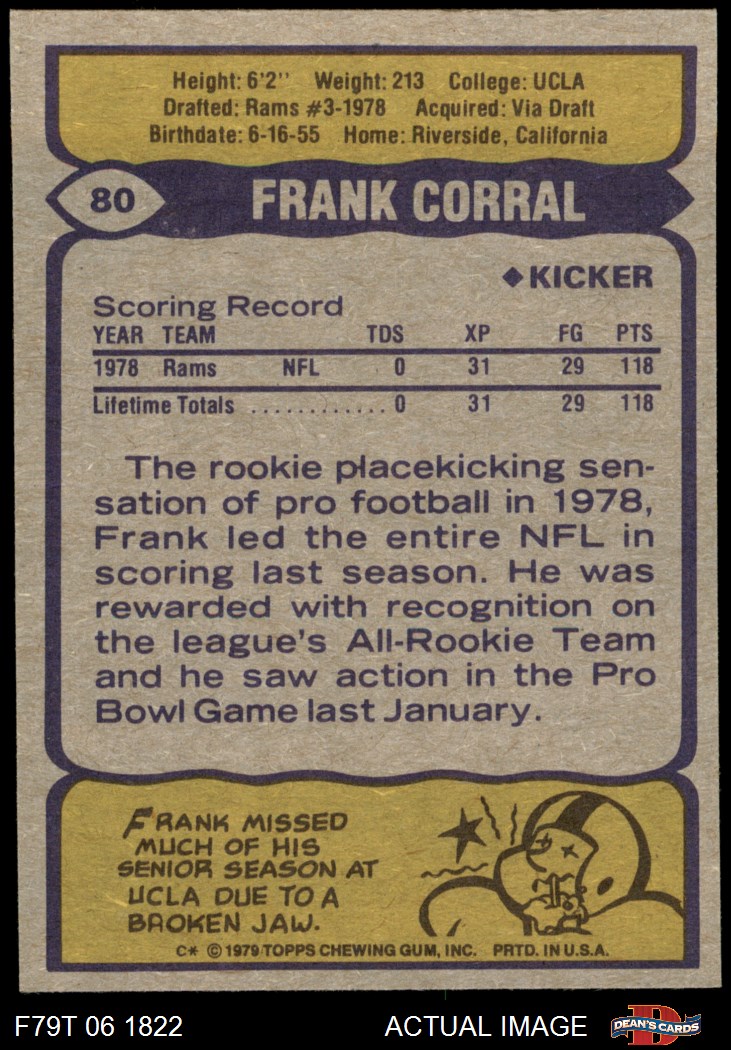 Height: 6'2" Weight: 213 College: UCLA
Drafted: Rams #3-1978 Acquired: Via Draft
Birthdate: 6-16-55 Home: Riverside, California
80 FRANK CORRAL
◆KICKER
Scoring Record
YEAR TEAM TDS XP FG PTS
1978 Rams NFL 0 31 29 118
Lifetime Totals ............ 0 31 29 118
The rookie placekicking sen-
sation of pro football in 1978,
Frank led the entire NFL in
scoring last season. He was
rewarded with recognition on
the league's All-Rookie Team
and he saw action in the Pro
Bowl Game last January.
FRANK MISSED
MUCH OF HIS
SENIOR SEASON AT
UCLA DUE TO A
BROKEN JAW.
C* © 1979 TOPPS CHEWING GUM, INC. PRTD. IN U.S.A.
F79T 06 1822 ACTUAL IMAGE D DEAN'S CARDS